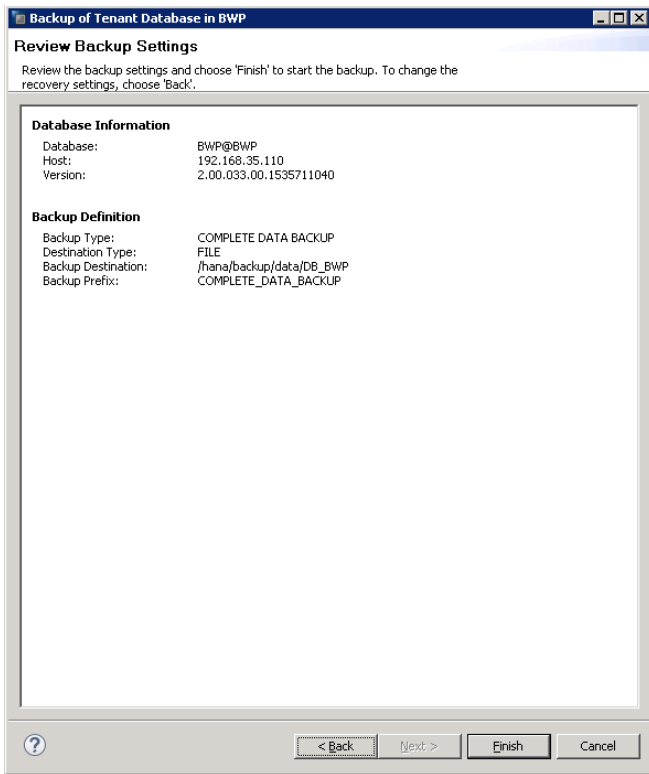 Backup of Tenant Database in BWP
Review Backup Settings
Review the backup settings and choose 'Finish' to start the backup. To change the
recovery settings, choose 'Back'.
Database Information
Database: BWP@BWP
Host: 192.168.35.110
Version: 2.00.033.00.1535711040
Backup Definition
Backup Type: COMPLETE DATA BACKUP
Destination Type: FILE
Backup Destination: /hana/backup/data/DB_BWP
Backup Prefix: COMPLETE_DATA_BACKUP
? < Back Next > Finish Cancel